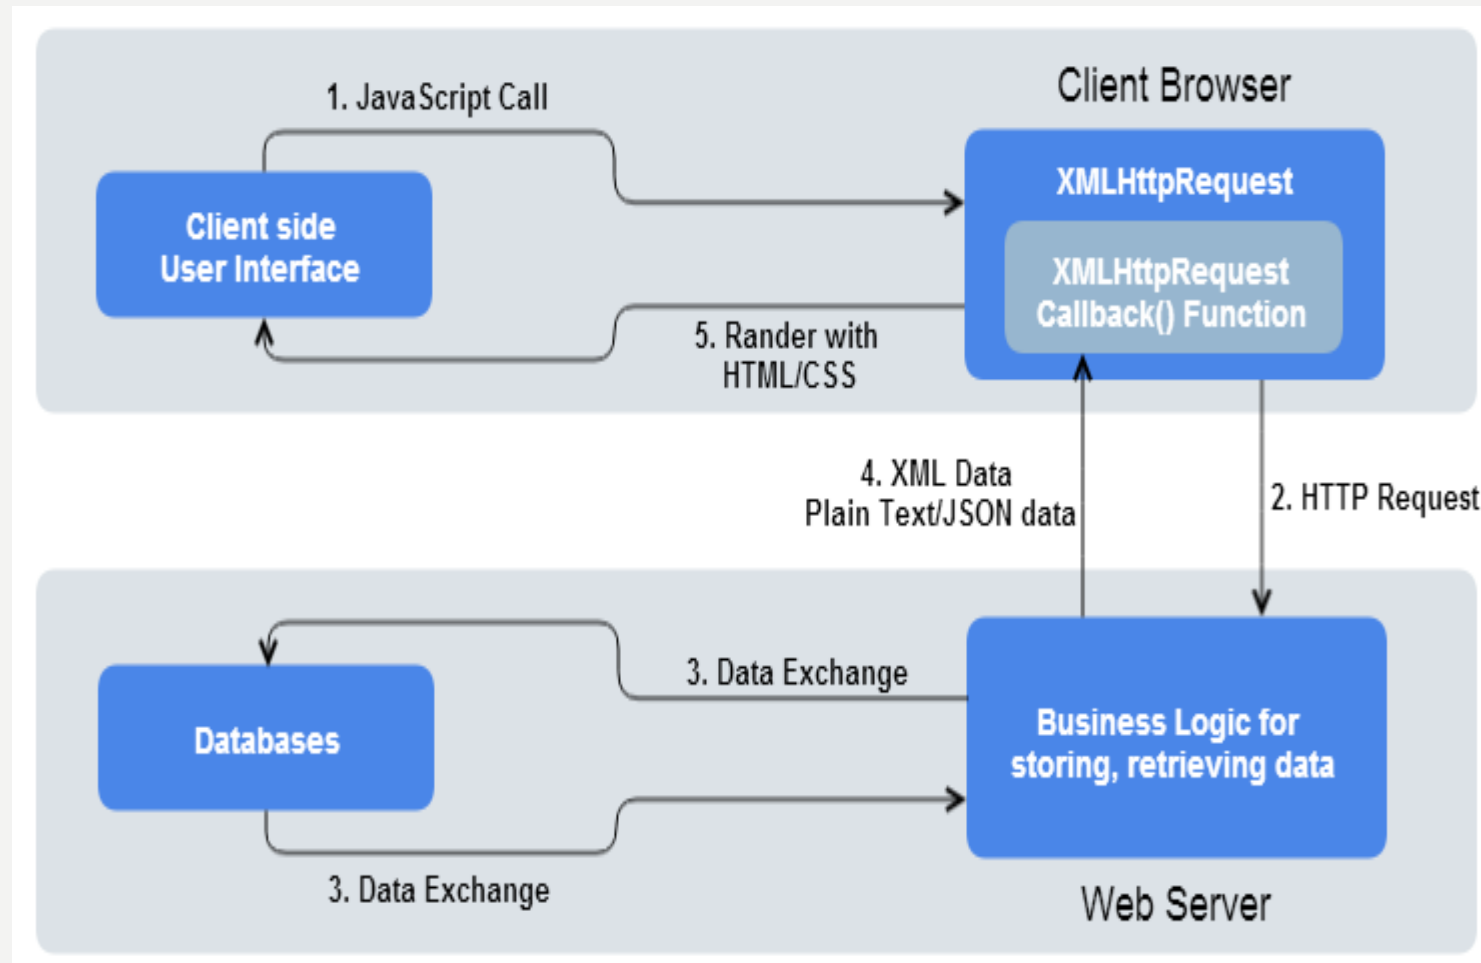 Client Browser
1. JavaScript Call
XMLHttpRequest
Client side
User Interface
XMLHttpRequest
Callback() Function
5. Rander with
HTML/CSS
4. XML Data
Plain Text/JSON data
2. HTTP Request
3. Data Exchange
Databases
Business Logic for
storing, retrieving data
3. Data Exchange
Web Server